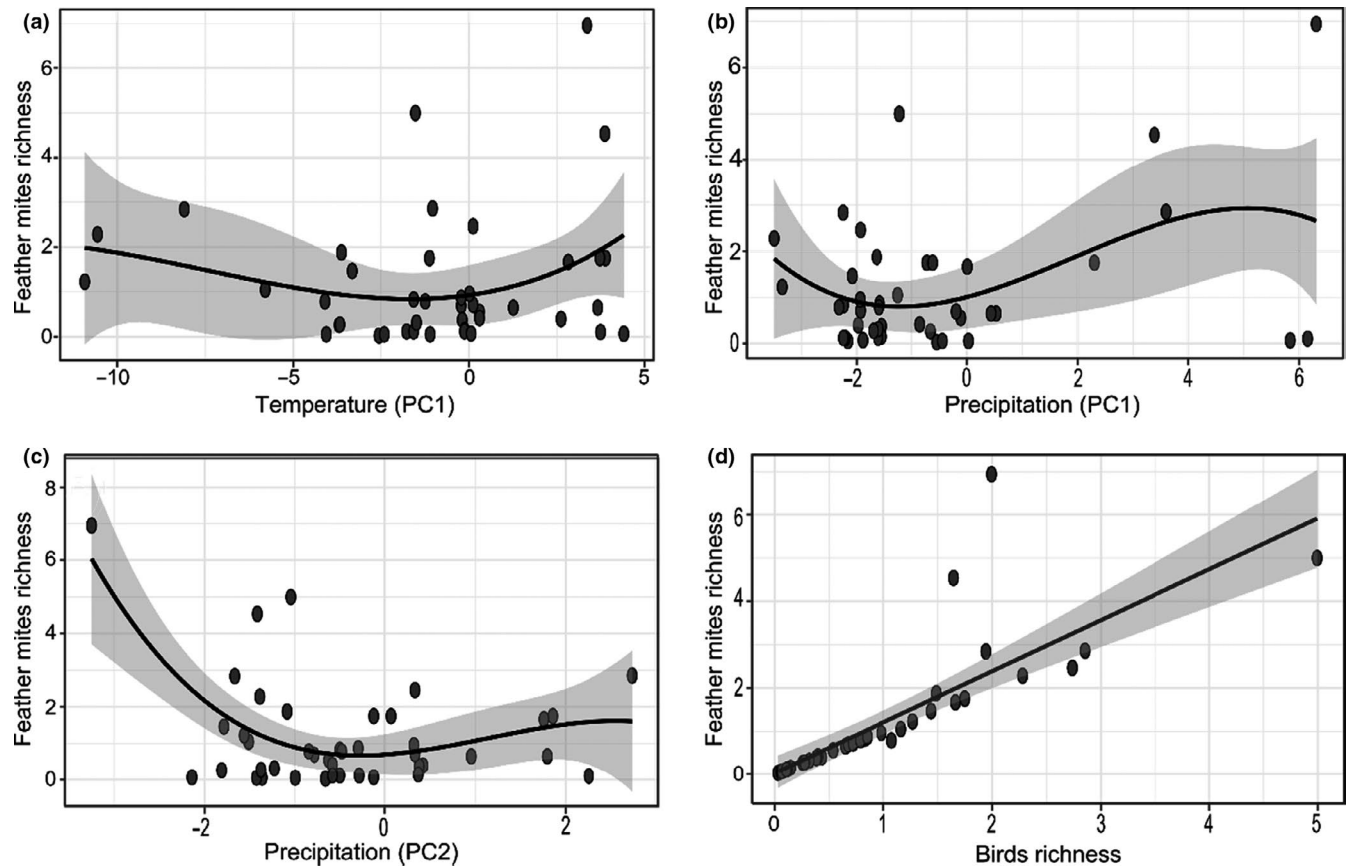 (a)
Feather mites richness
6
4
2
0
−10
−5
0
5
Temperature (PC1)
(b)
Feather mites richness
6
4
2
0
−2
0
2
4
6
Precipitation (PC1)
(c)
Feather mites richness
8
6
4
2
0
−2
0
2
Precipitation (PC2)
(d)
Feather mites richness
6
4
2
0
0
1
2
3
4
5
Birds richness